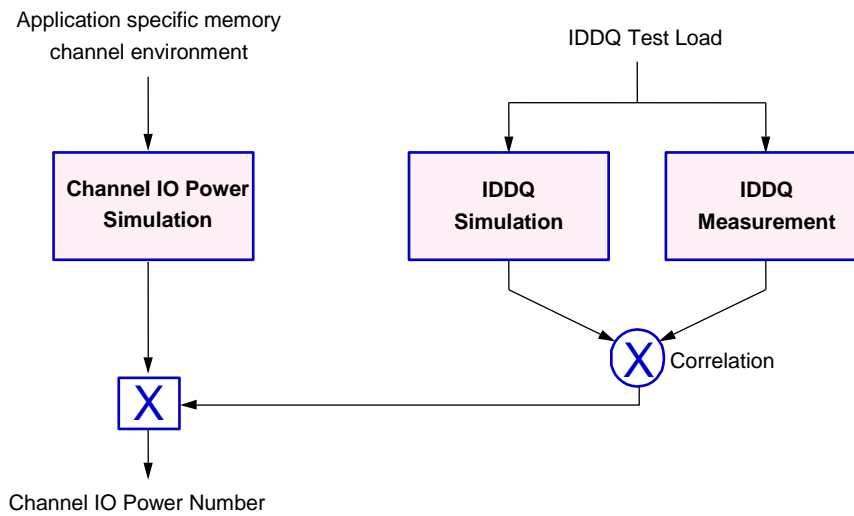 Application specific memory
channel environment
IDDQ Test Load
Channel IO Power
Simulation
IDDQ
Simulation
IDDQ
Measurement
X
Correlation
X
Channel IO Power Number